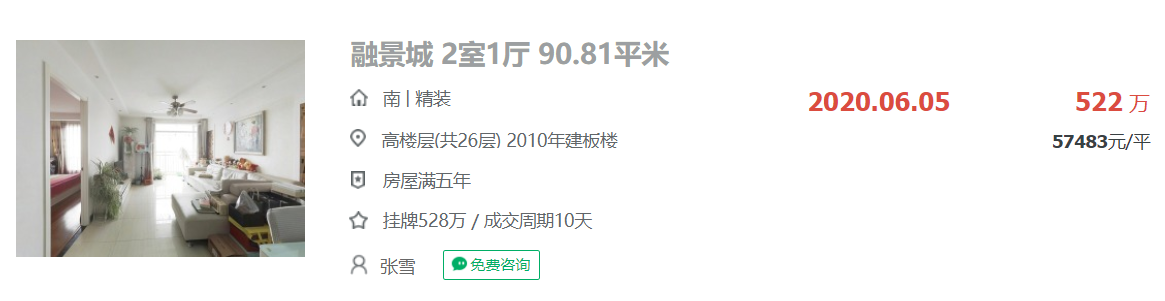 融景城 2室1厅 90.81平米
南 | 精装
2020.06.05
522 万
高楼层(共26层) 2010年建板楼
57483元/平
房屋满五年
挂牌528万 / 成交周期10天
张雪
免费咨询